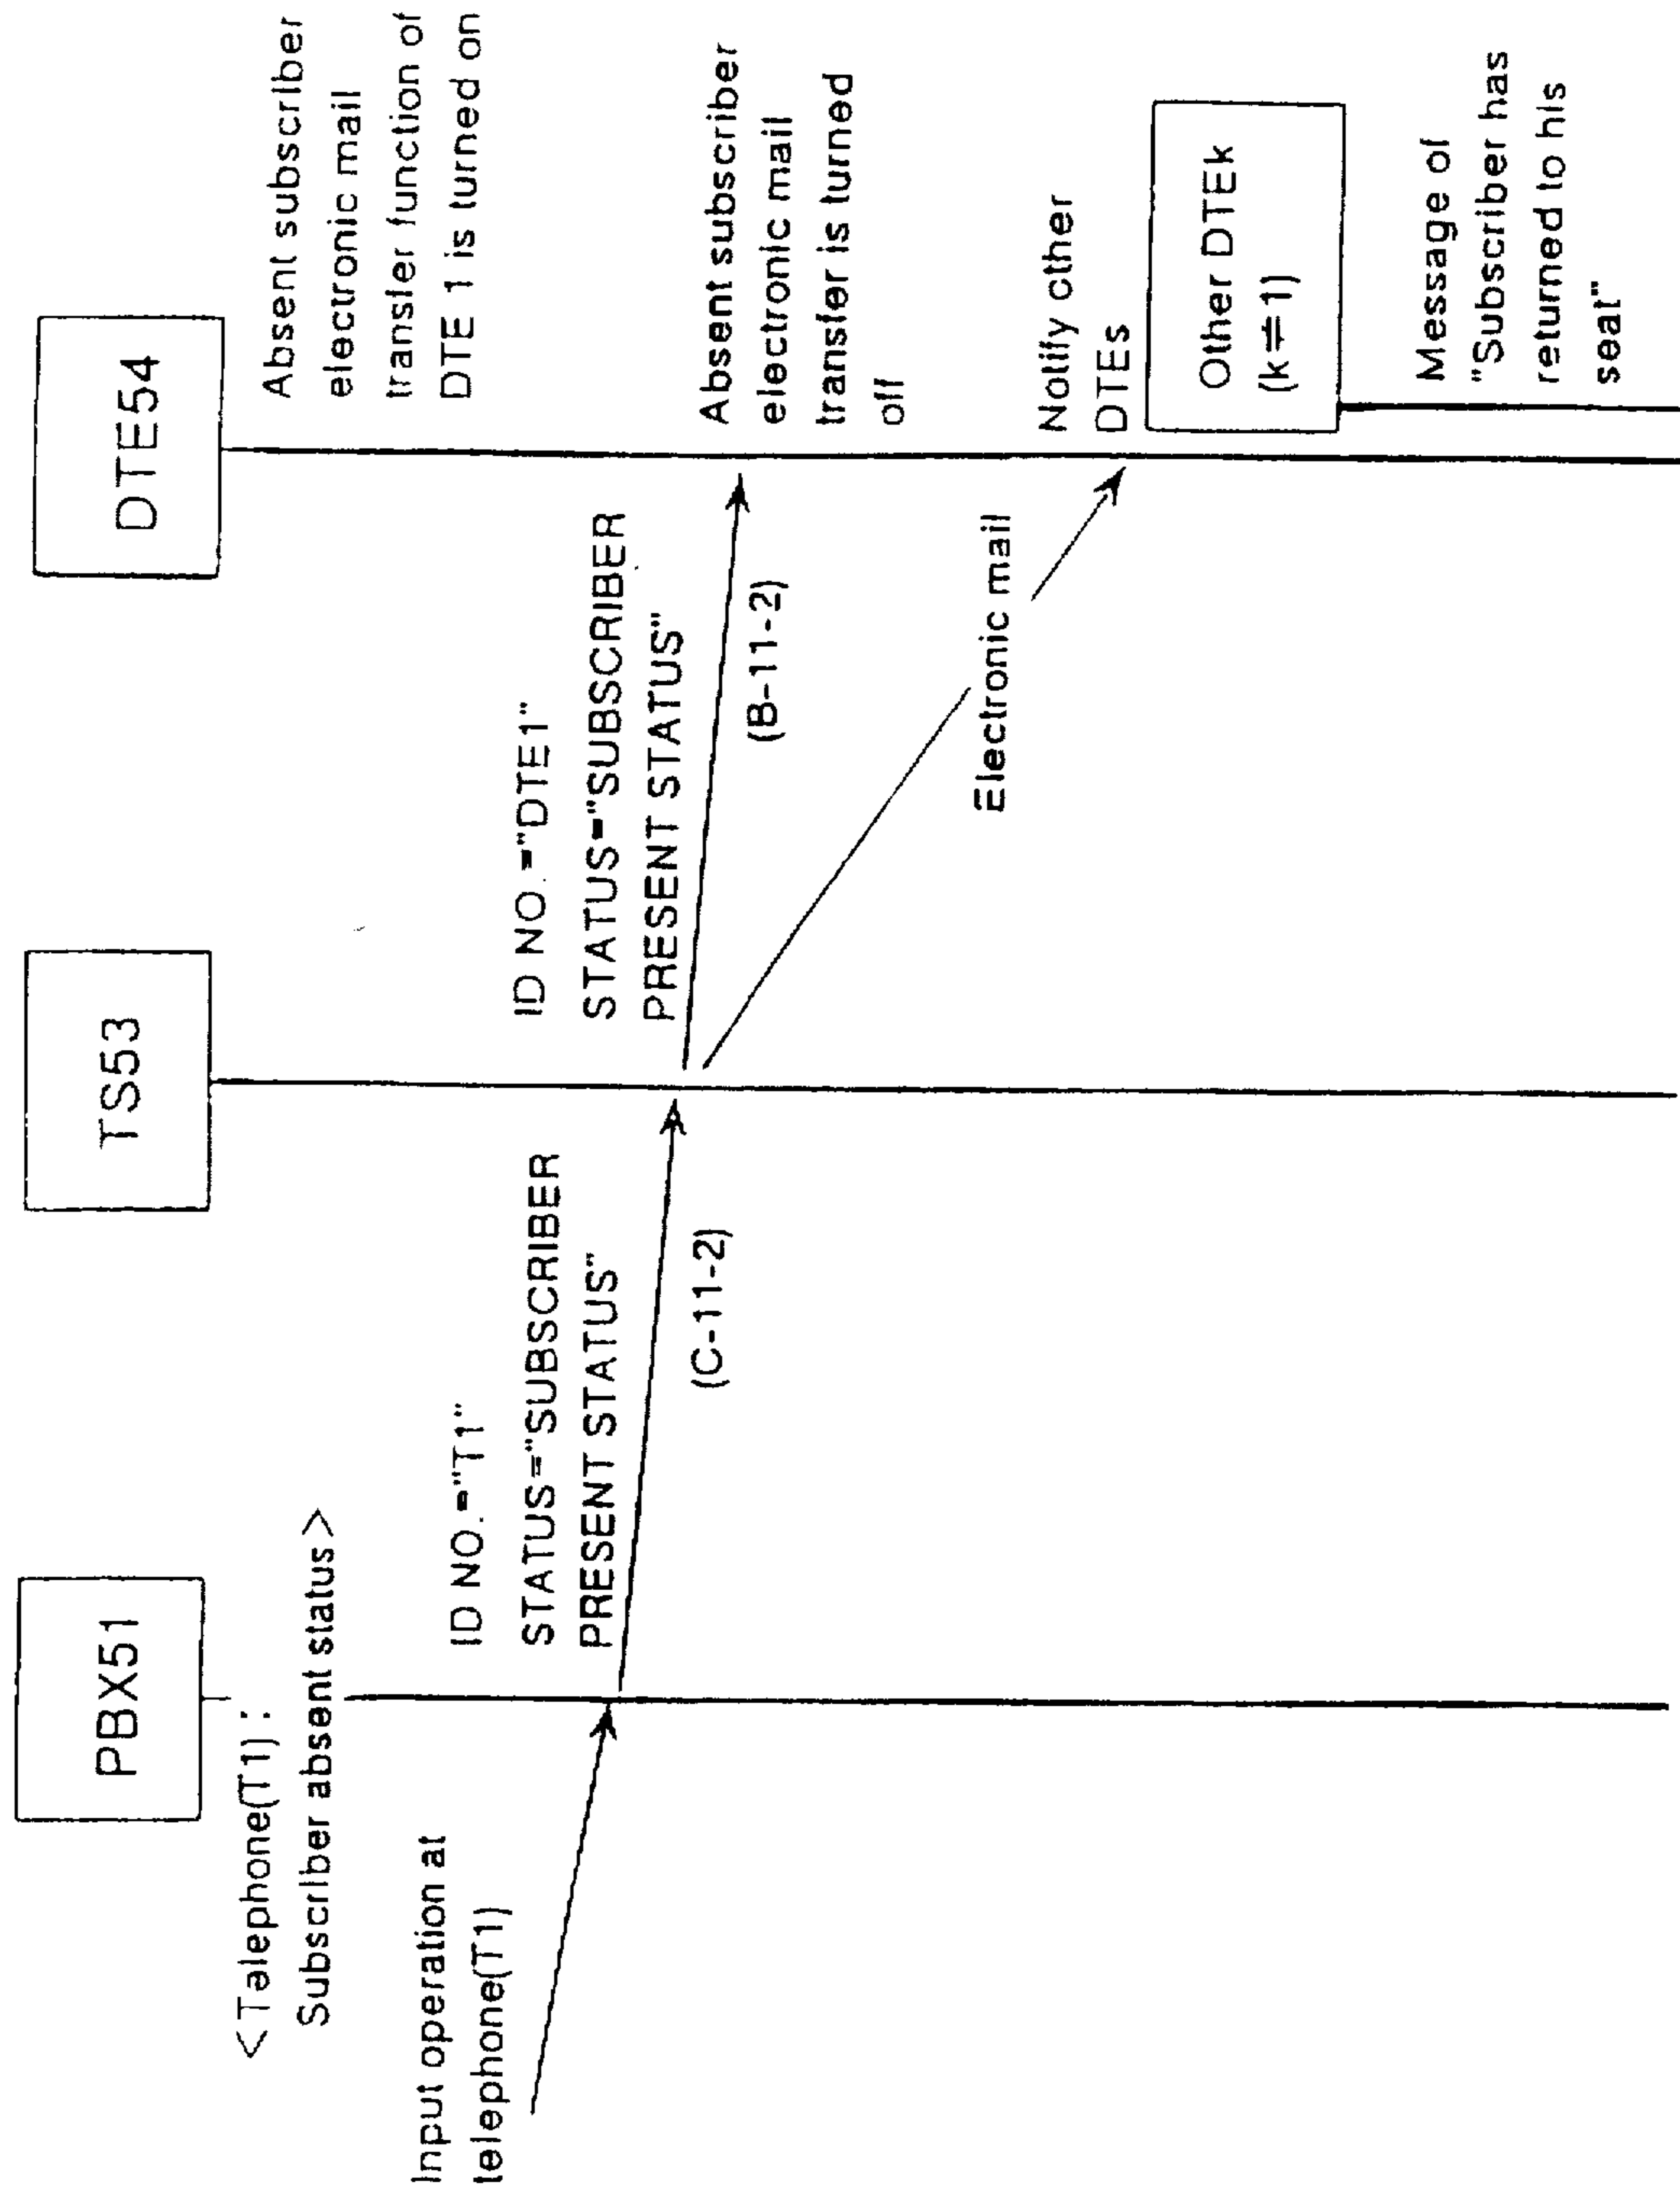 PBX51
TS53
DTE54
<Telephone(T1):
Subscriber absent status>
Absent subscriber
electronic mail
transfer function of
DTE 1 is turned on
Input operation at
telephone(T1)
ID NO.="T1"
STATUS="SUBSCRIBER
PRESENT STATUS"
(C-11-2)
ID NO.="DTE1"
STATUS="SUBSCRIBER
PRESENT STATUS"
(B-11-2)
Absent subscriber
electronic mail
transfer is turned
off
Electronic mail
Notify other
DTEs
Other DTEk
(k≠1)
Message of
"Subscriber has
returned to his
seat"